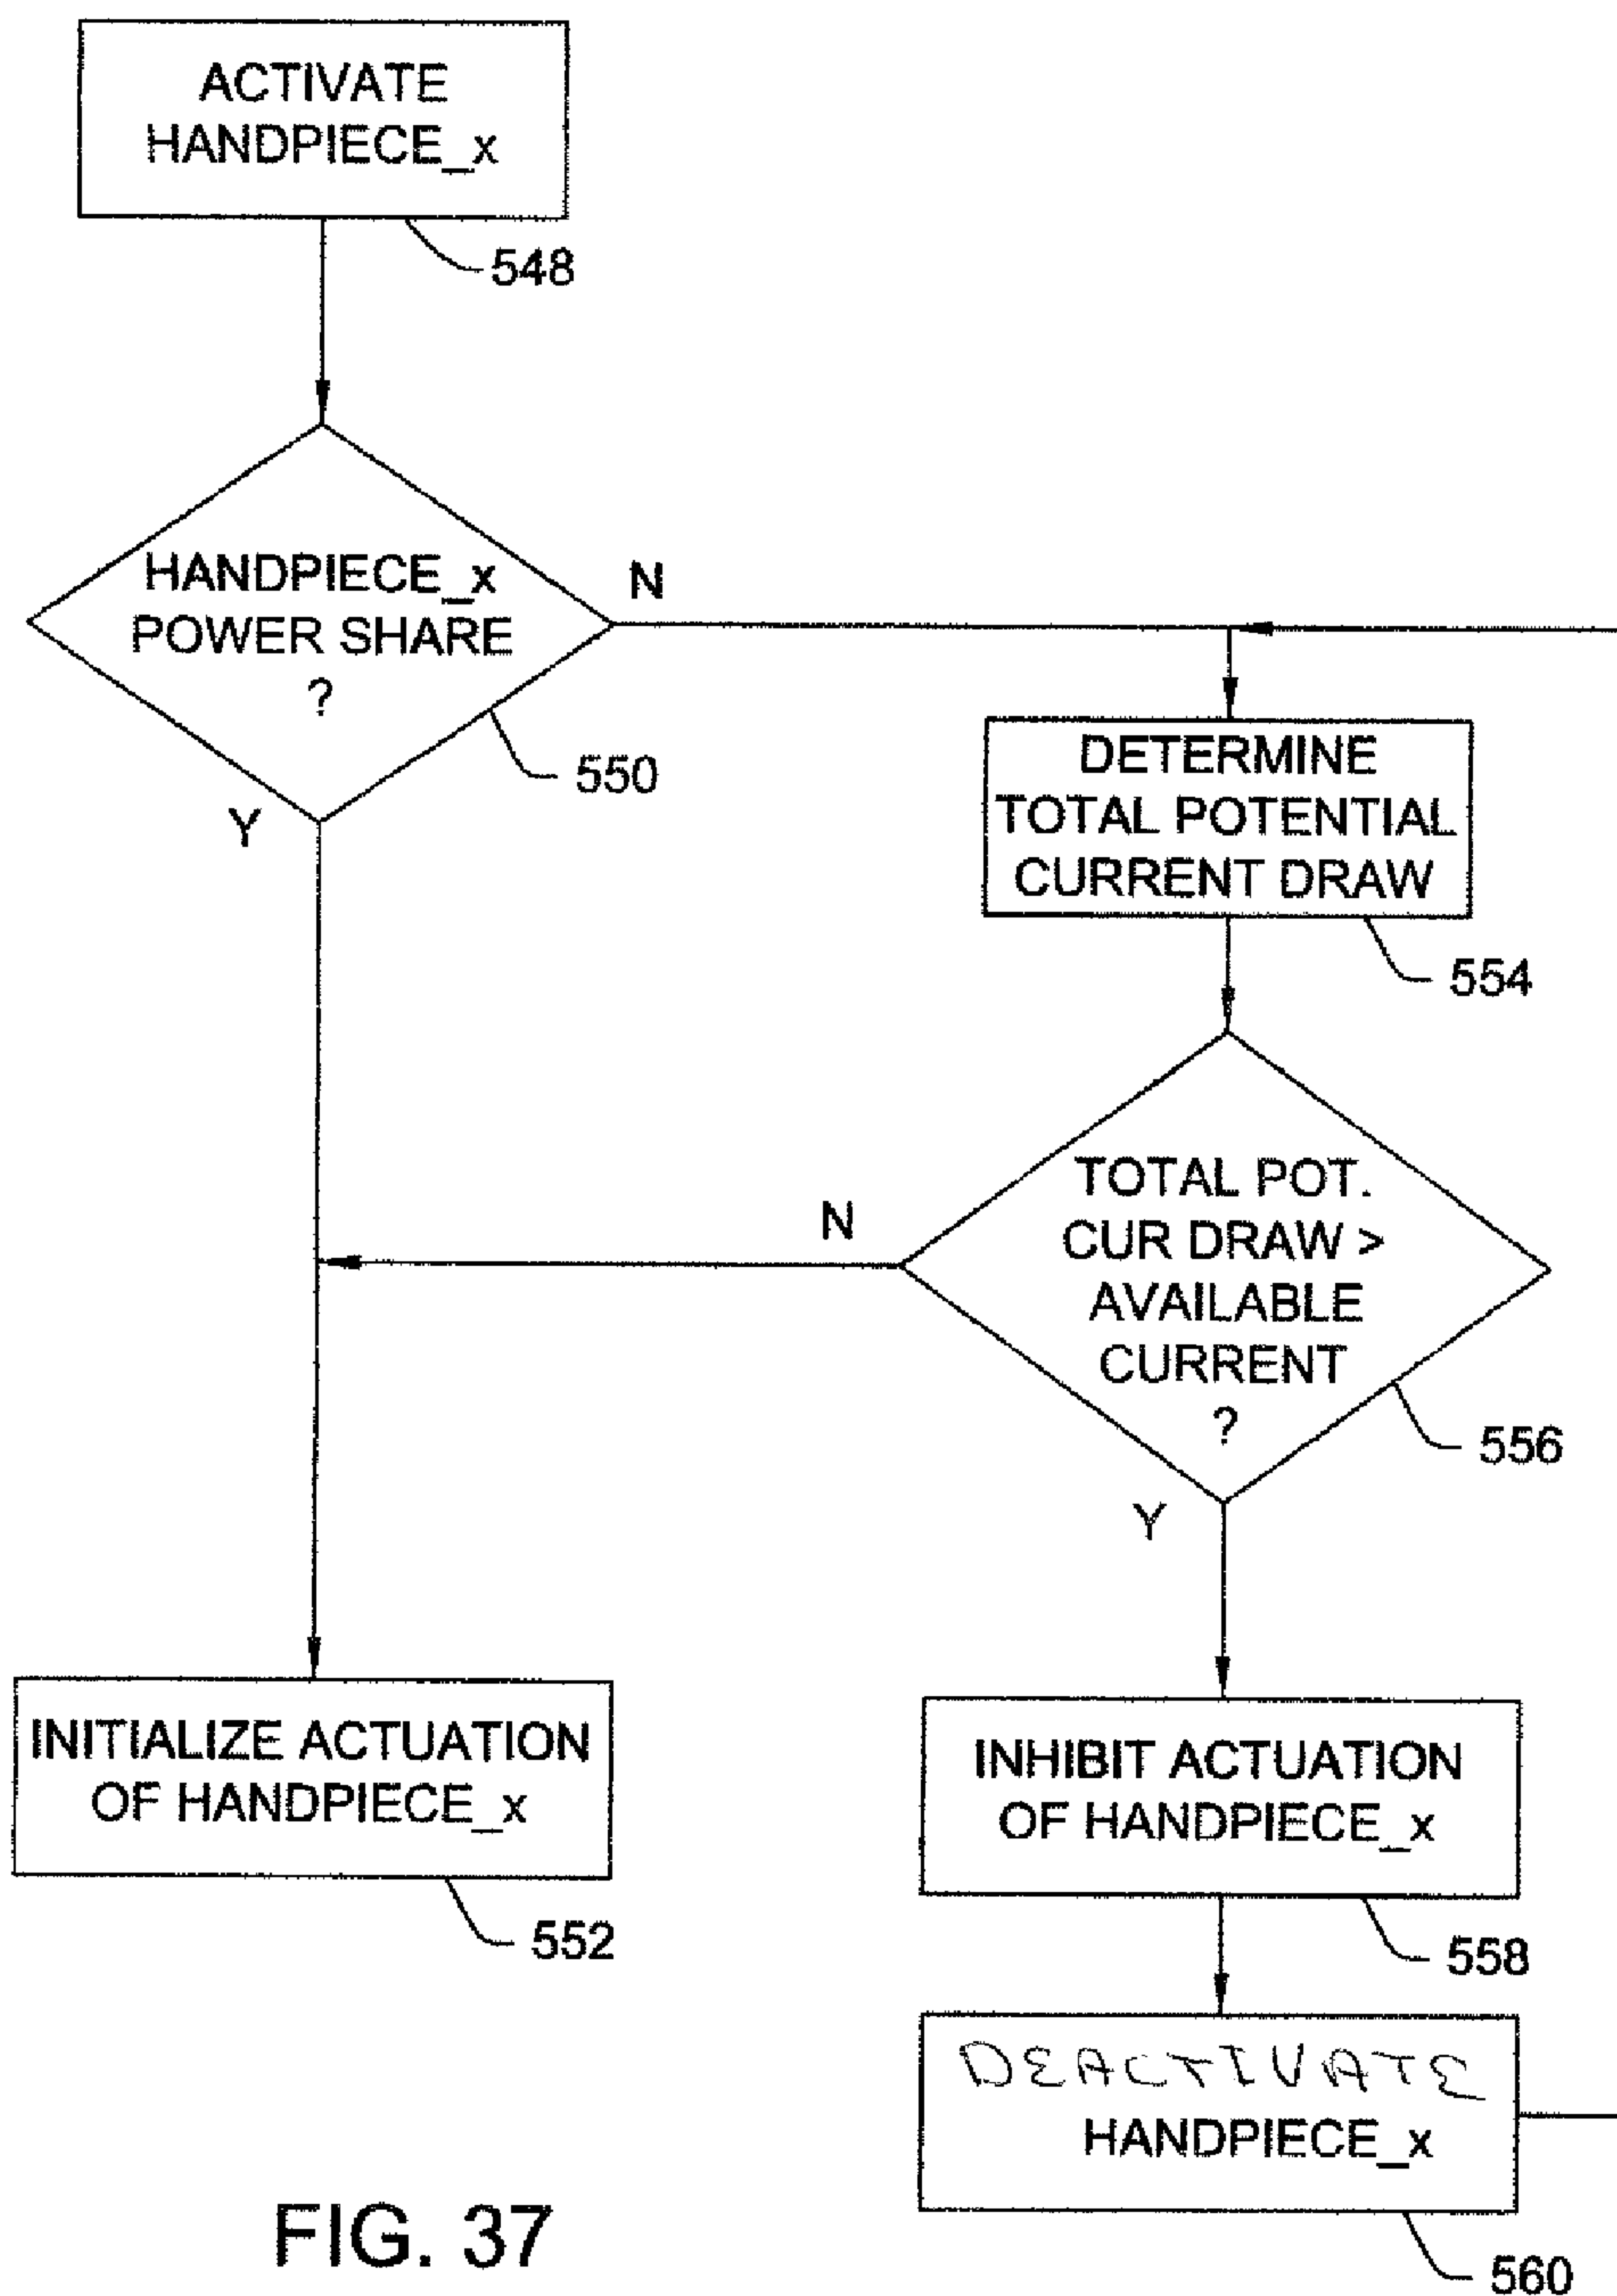 ACTIVATE
HANDPIECE_x
548
HANDPIECE_x
POWER SHARE
?
N
550
Y
DETERMINE
TOTAL POTENTIAL
CURRENT DRAW
554
TOTAL POT.
CUR DRAW >
AVAILABLE
CURRENT
?
N
556
Y
INITIALIZE ACTUATION
OF HANDPIECE_x
552
INHIBIT ACTUATION
OF HANDPIECE_x
558
DEACTIVATE
HANDPIECE_x
560
FIG. 37